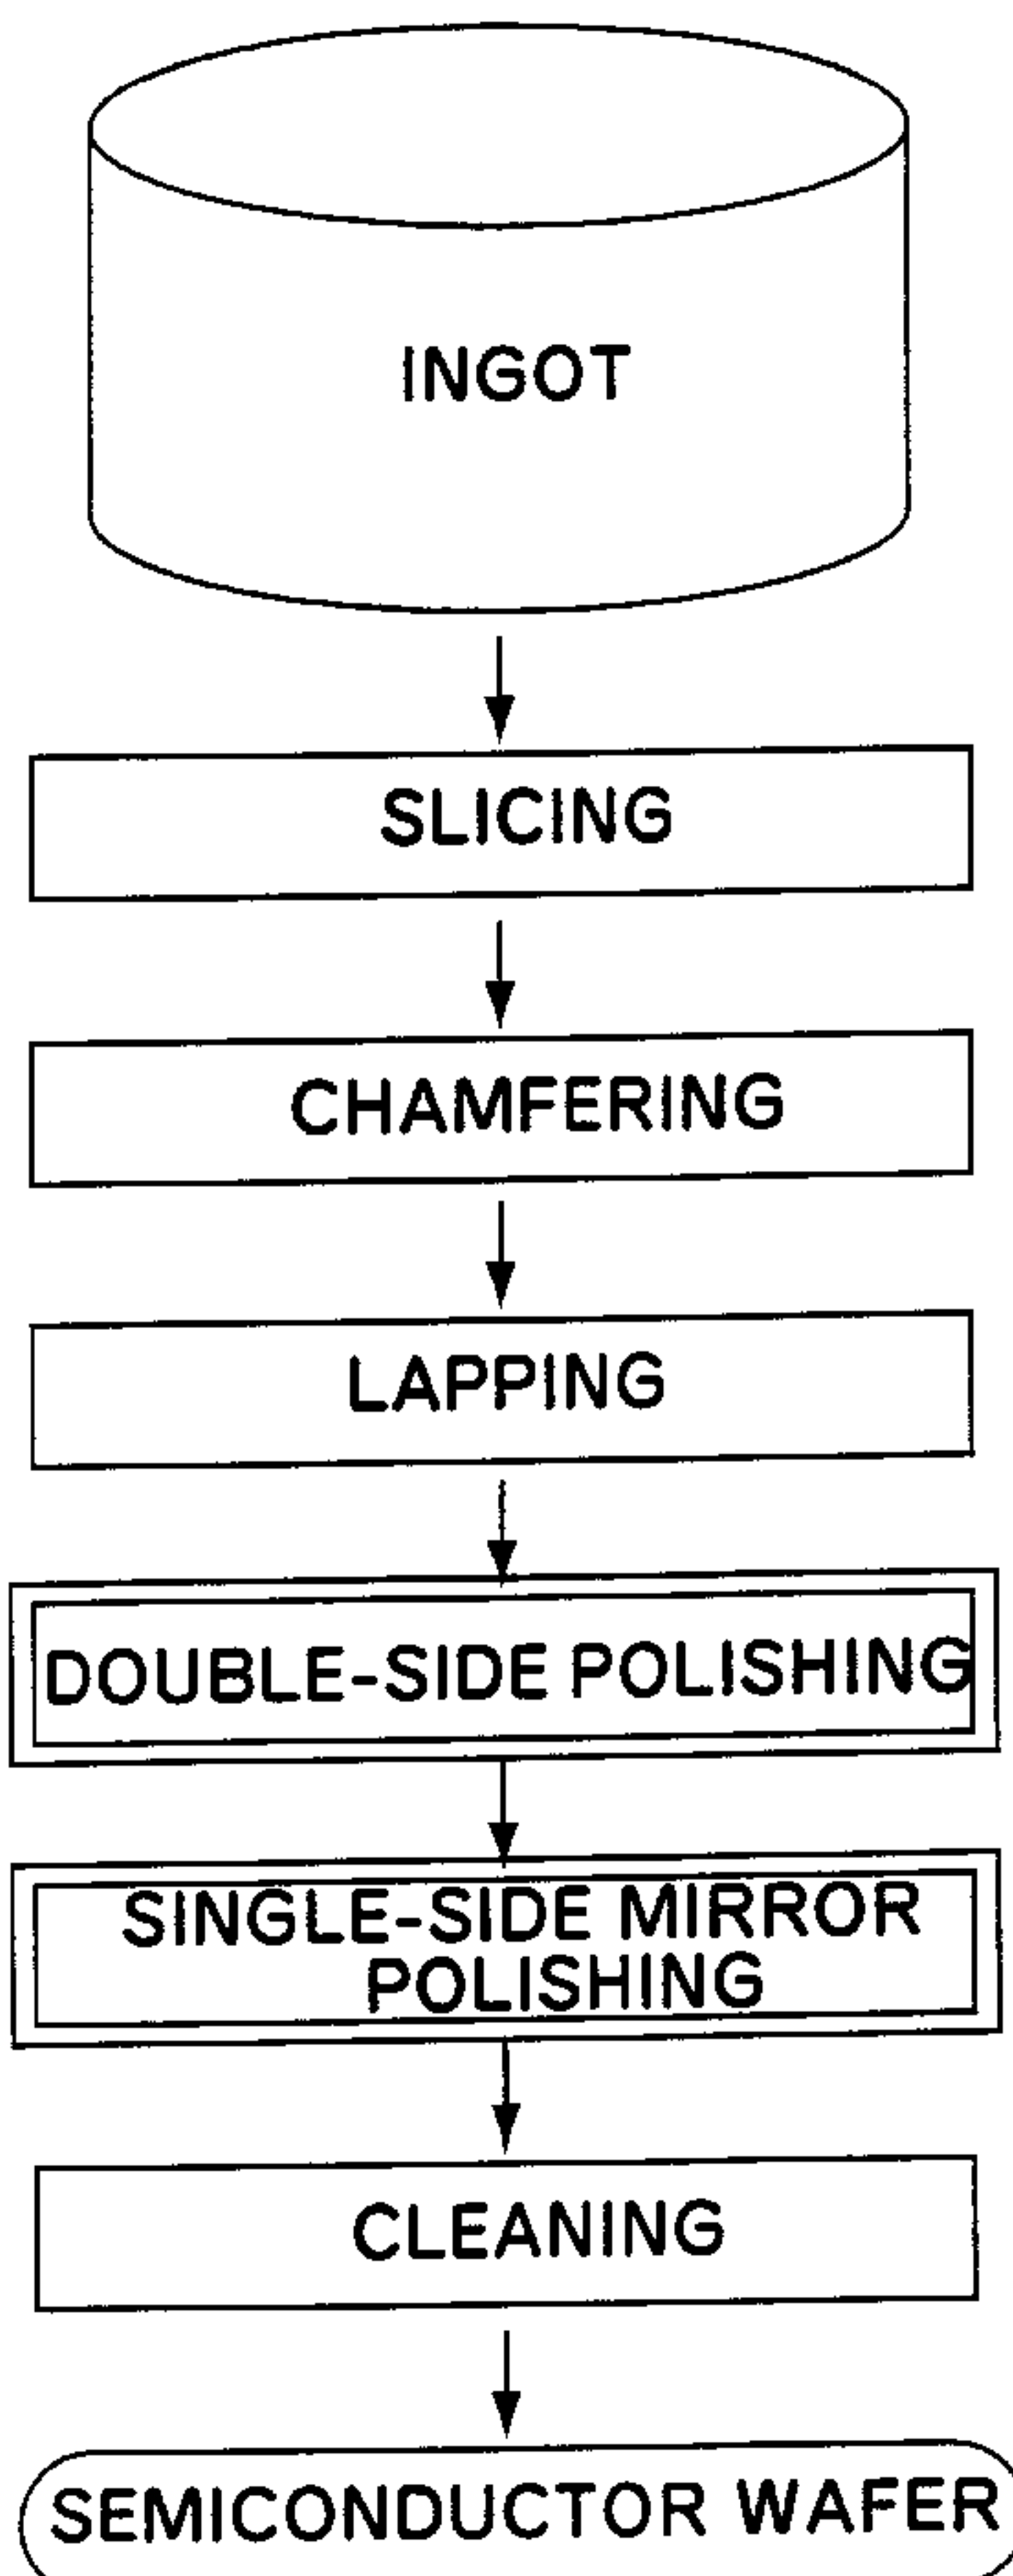 INGOT
SLICING
CHAMFERING
LAPPING
DOUBLE-SIDE POLISHING
SINGLE-SIDE MIRROR
POLISHING
CLEANING
SEMICONDUCTOR WAFER